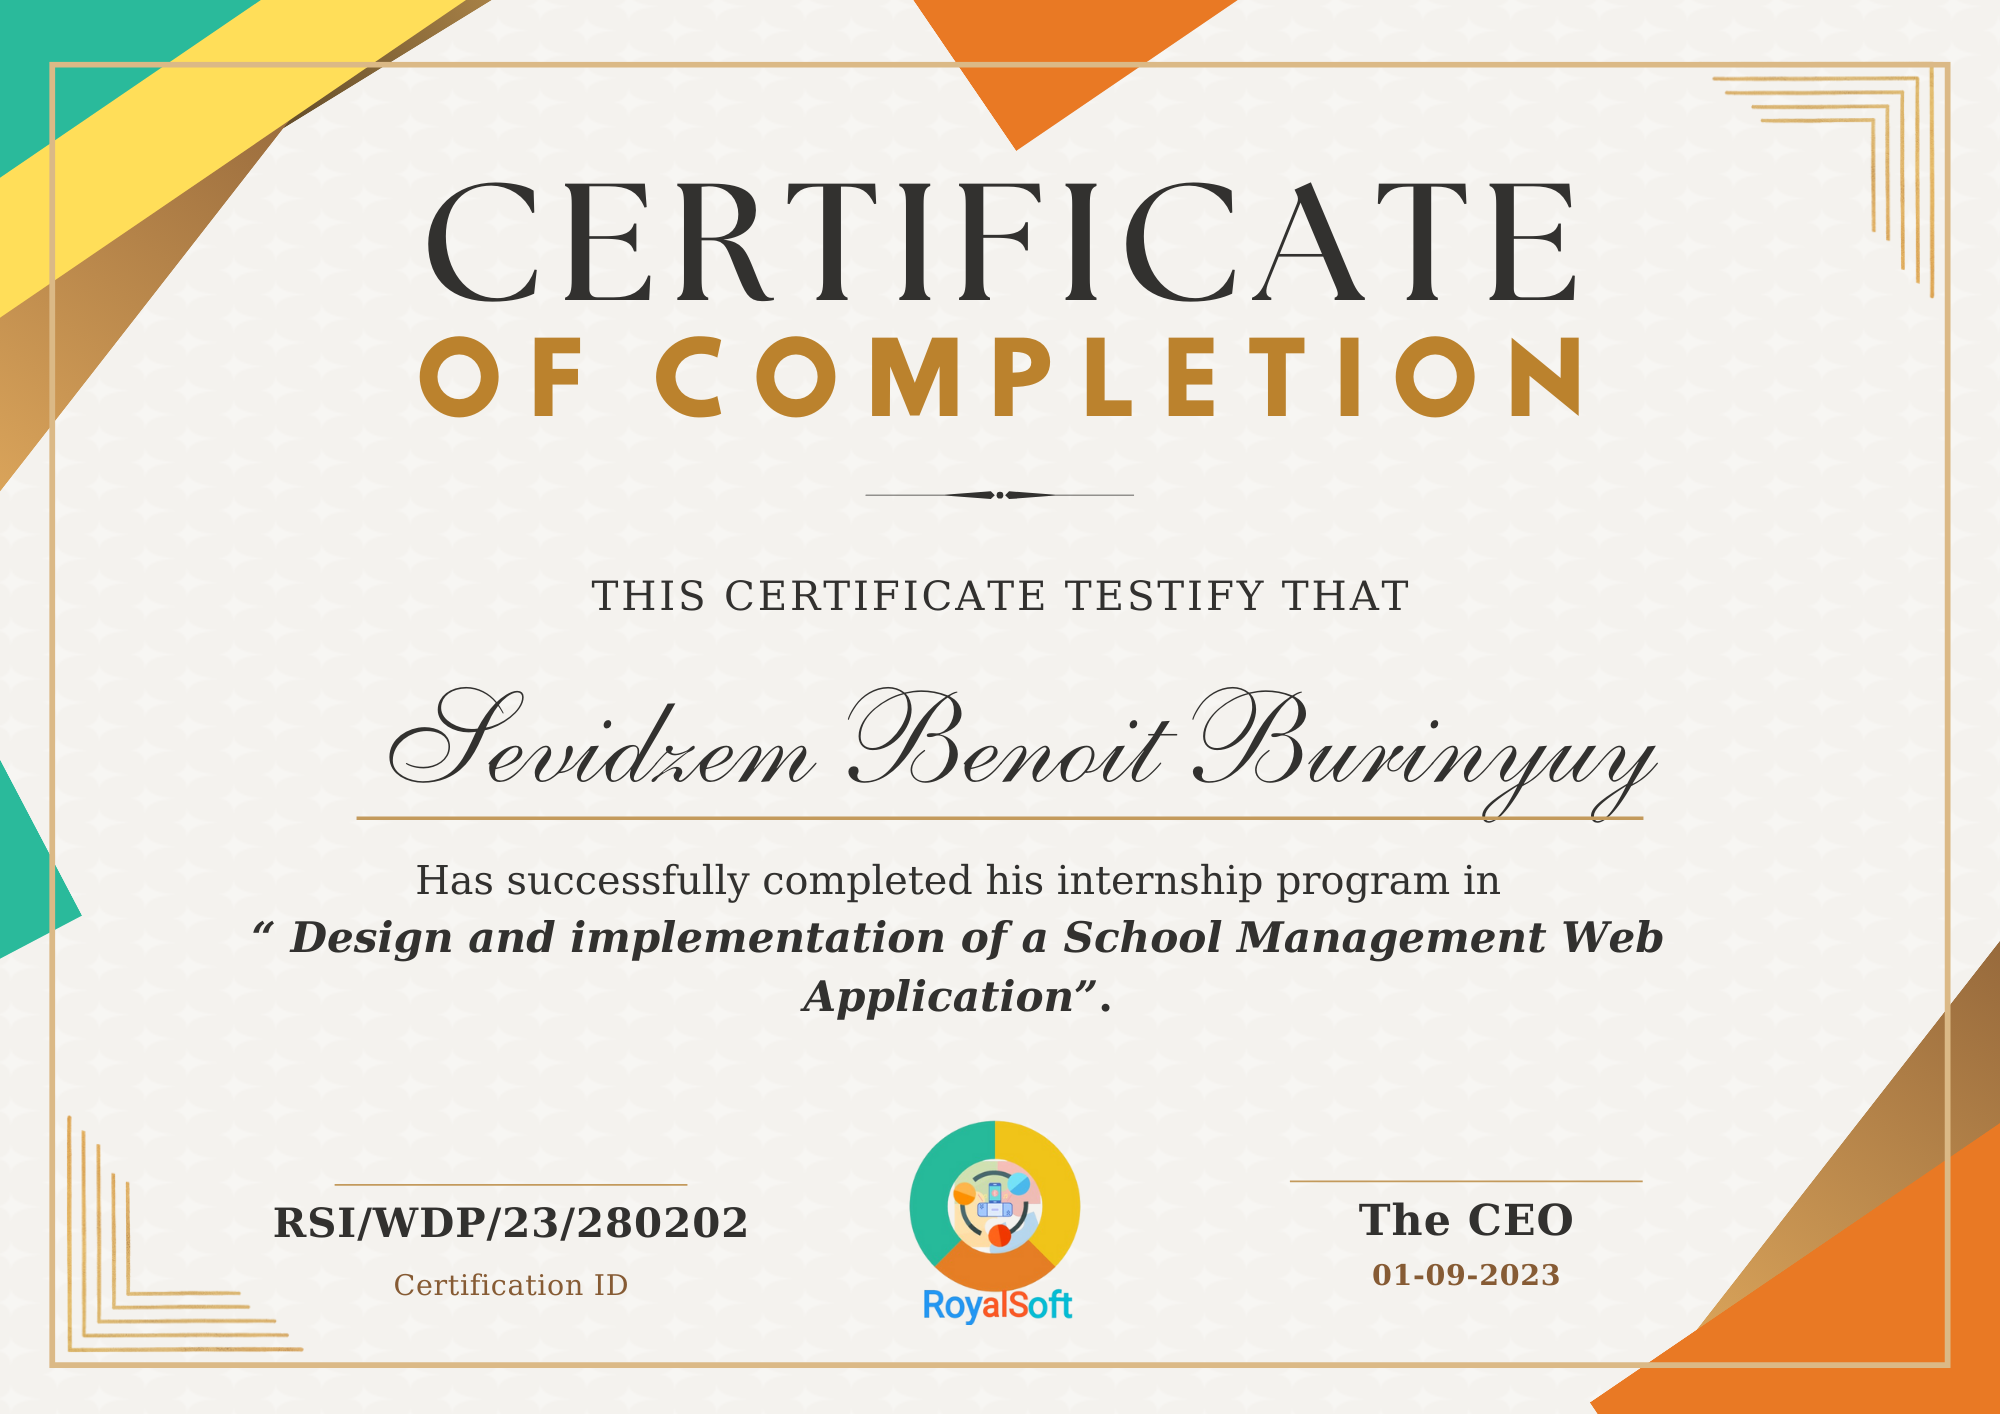 CERTIFICATE
OF COMPLETION
THIS CERTIFICATE TESTIFY THAT
Sevidzem Benoit Burinyuy
Has successfully completed his internship program in
“ Design and implementation of a School Management Web
Application”.
RSI/WDP/23/280202
Certification ID
RoyalSoft
The CEO
01-09-2023